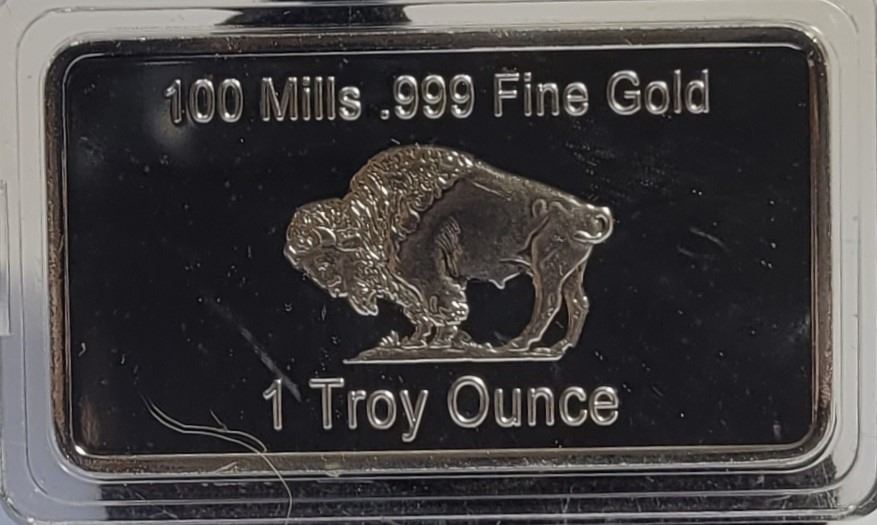 100 Mills .999 Fine Gold
1 Troy Ounce